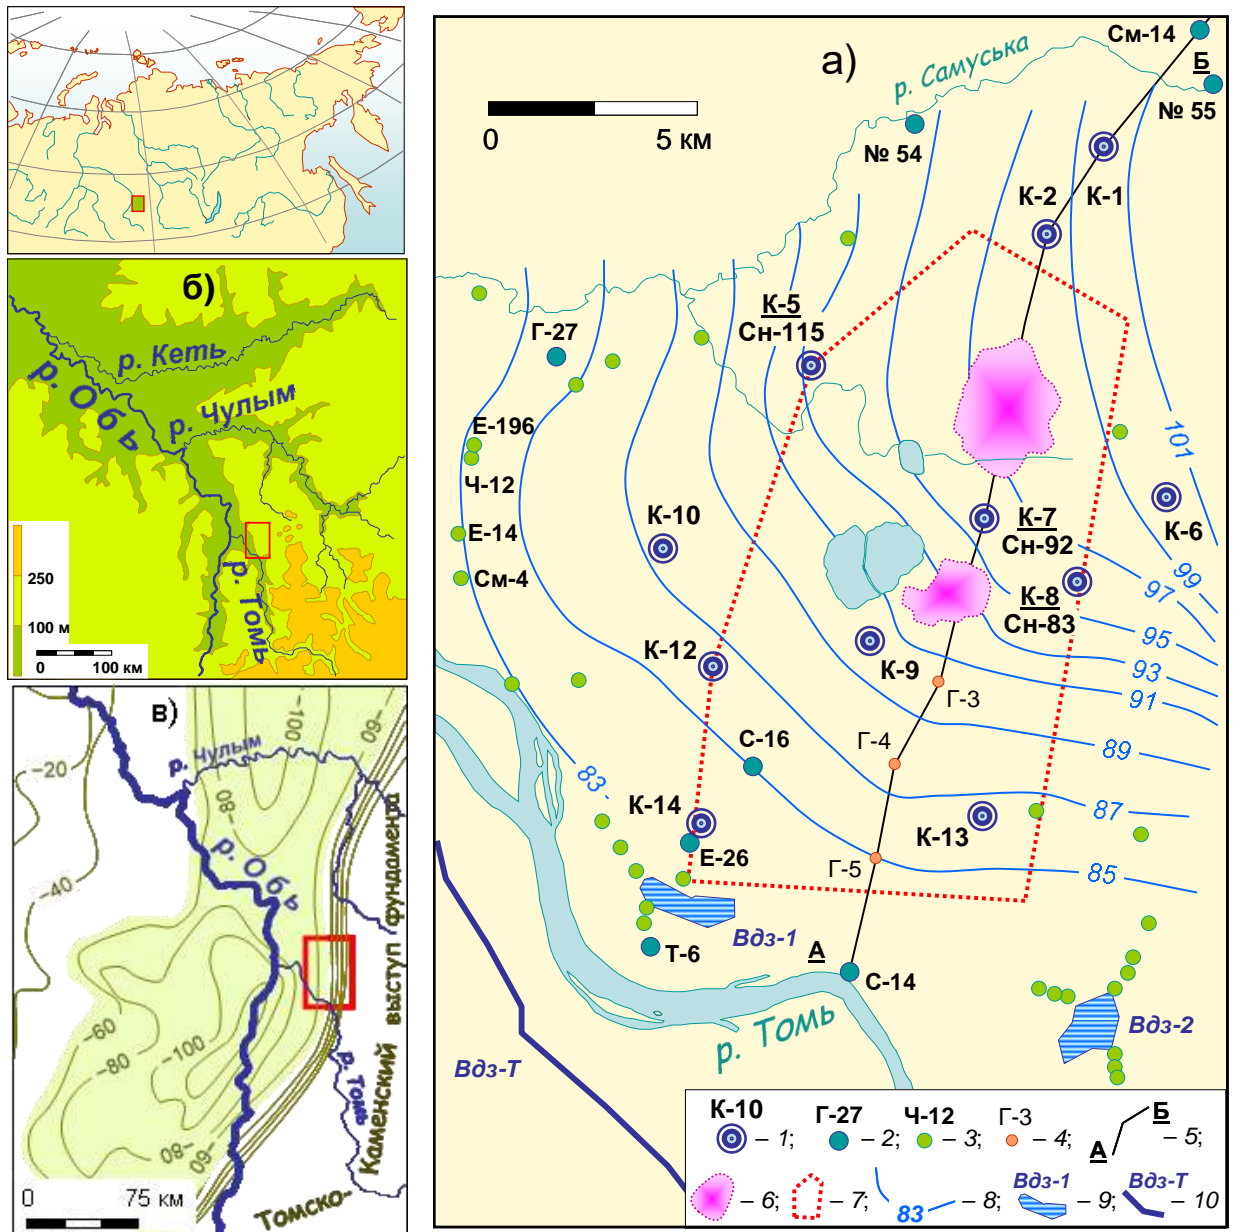 а)
р. Самуська
См-14
Б
№ 55
№ 54
0
5 км
К-1
К-2
К-5
Сн-115
Г-27
Е-196
Ч-12
Е-14
См-4
К-10
К-7
Сн-92
К-6
К-8
Сн-83
К-12
К-9
Г-3
С-16
Г-4
К-14
Е-26
К-13
Г-5
Вдз-1
Т-6
А
С-14
р. Томь
Вдз-2
Вдз-Т
101
99
97
95
93
91
89
87
85
83
К-10
– 1;
Г-27
– 2;
Ч-12
– 3;
Г-3
– 4;
А
Б
– 5;
– 6;
– 7;
83
– 8;
Вдз-1
– 9;
Вдз-Т
– 10
б)
р. Кеть
р. Обь
р. Чулым
р. Томь
250
100 м
0
100 км
в)
–100
–60
–20
р. Чулым
–80
р. Обь
–40
–60
–80
–100
–80
–60
р. Томь
Томско-
Каменский выступ фундамента
0
75 км